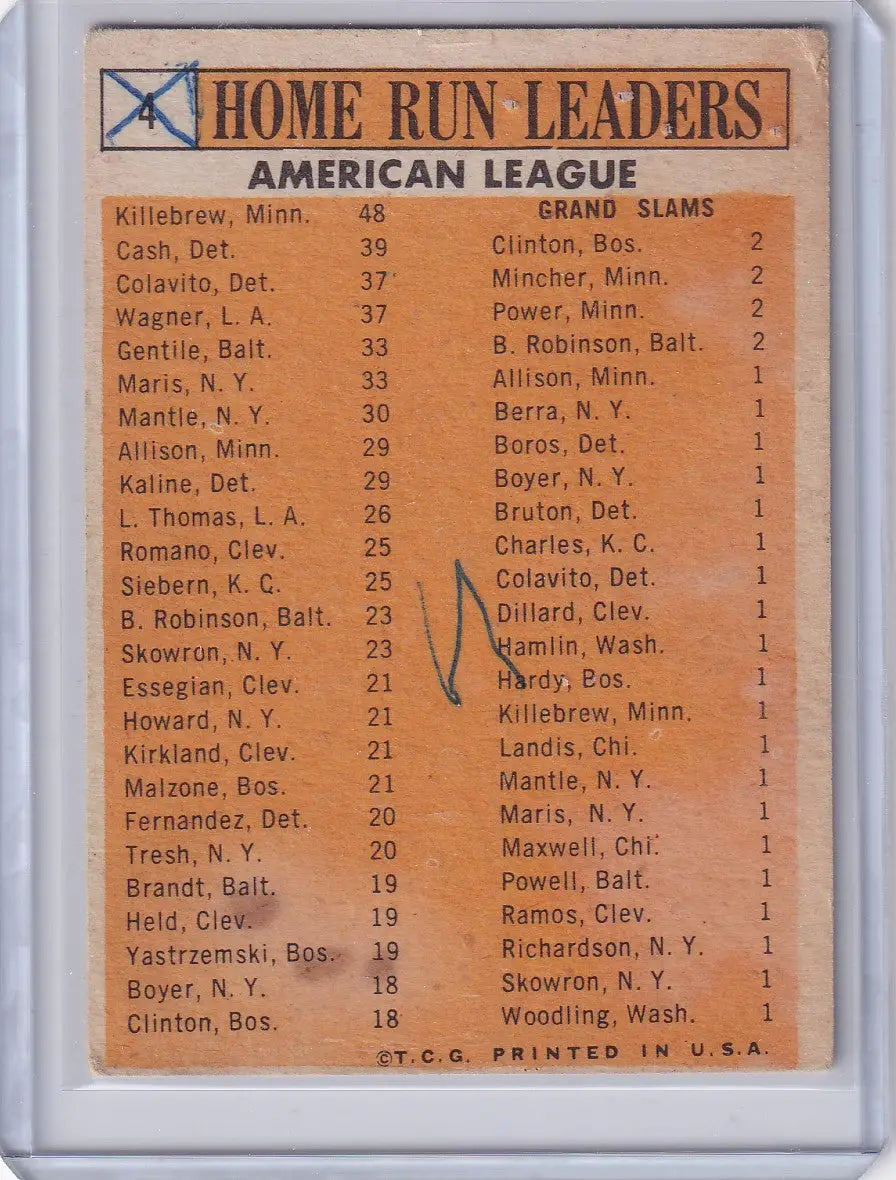 4 HOME RUN LEADERS
AMERICAN LEAGUE
Killebrew, Minn. 48
Cash, Det. 39
Colavito, Det. 37
Wagner, L. A. 37
Gentile, Balt. 33
Maris, N. Y. 33
Mantle, N. Y. 30
Allison, Minn. 29
Kaline, Det. 29
L. Thomas, L. A. 26
Romano, Clev. 25
Siebern, K. C. 25
B. Robinson, Balt. 23
Skowron, N. Y. 23
Essegian, Clev. 21
Howard, N. Y. 21
Kirkland, Clev. 21
Malzone, Bos. 21
Fernandez, Det. 20
Tresh, N. Y. 20
Brandt, Balt. 19
Held, Clev. 19
Yastrzemski, Bos. 19
Boyer, N. Y. 18
Clinton, Bos. 18
GRAND SLAMS
Clinton, Bos. 2
Mincher, Minn. 2
Power, Minn. 2
B. Robinson, Balt. 2
Allison, Minn. 1
Berra, N. Y. 1
Boros, Det. 1
Boyer, N. Y. 1
Bruton, Det. 1
Charles, K. C. 1
Colavito, Det. 1
Dillard, Clev. 1
Hamlin, Wash. 1
Hardy, Bos. 1
Killebrew, Minn. 1
Landis, Chi. 1
Mantle, N. Y. 1
Maris, N. Y. 1
Maxwell, Chi. 1
Powell, Balt. 1
Ramos, Clev. 1
Richardson, N. Y. 1
Skowron, N. Y. 1
Woodling, Wash. 1
©T.C.G. PRINTED IN U.S.A.